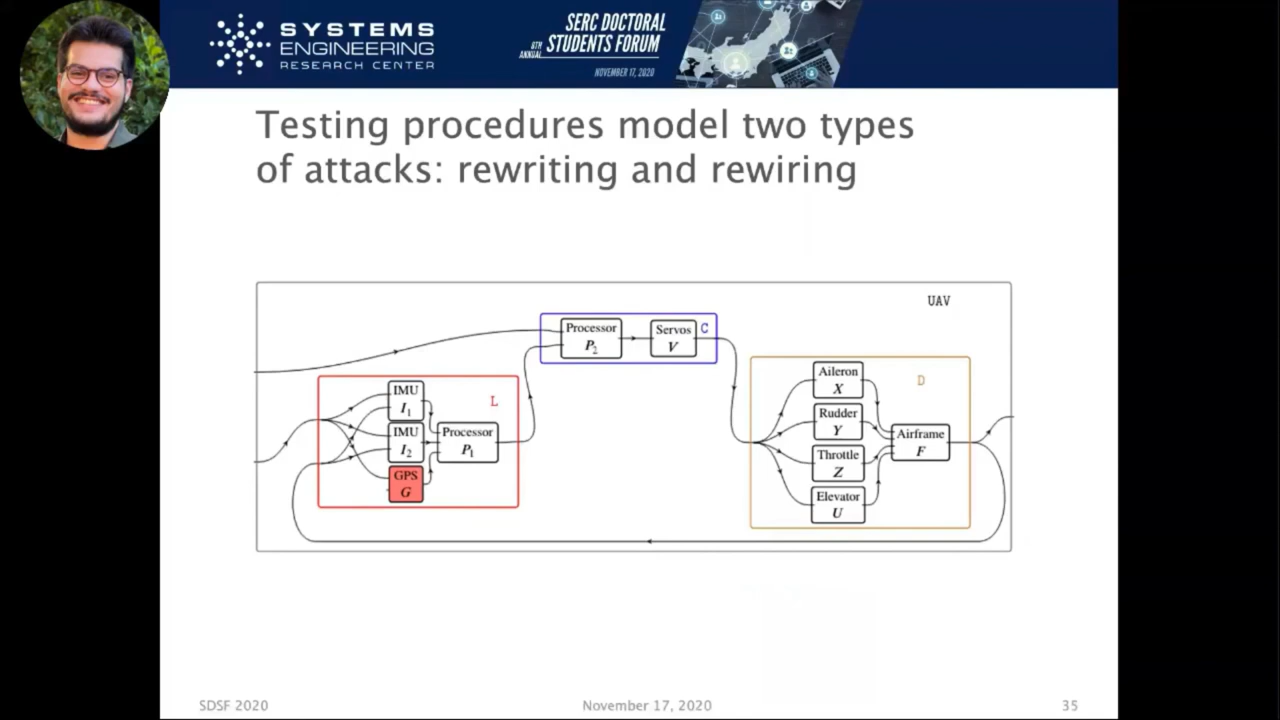 SYSTEMS
ENGINEERING
RESEARCH CENTER
SERC DOCTORAL
8TH ANNUAL STUDENTS FORUM
NOVEMBER 17, 2020
Testing procedures model two types
of attacks: rewriting and rewiring
UAV
Processor
P₂
Servos
V
C
L
IMU
I₁
IMU
I₂
GPS
G
Processor
P₁
D
Aileron
X
Rudder
Y
Throttle
Z
Elevator
U
Airframe
F
SDSF 2020
November 17, 2020
35